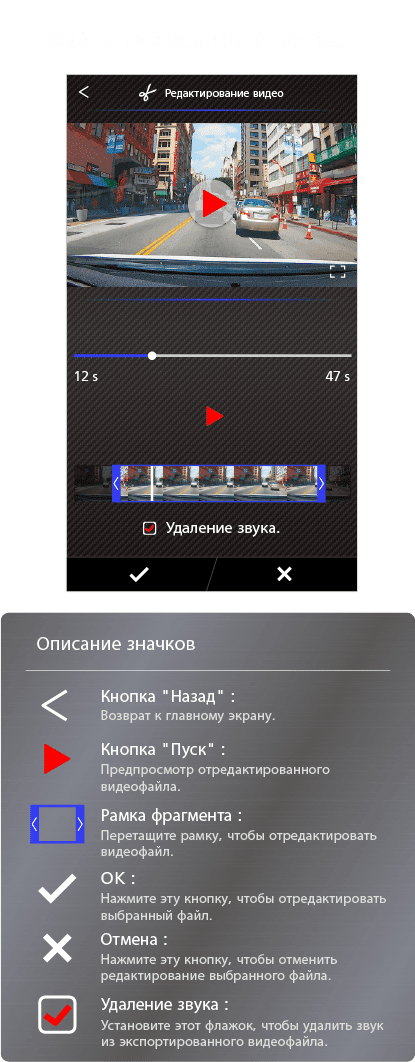 Редактирование видео
12 s 47 s
Удаление звука.
Описание значков
Кнопка "Назад" :
Возврат к главному экрану.
Кнопка "Пуск" :
Предпросмотр отредактированного
видеофайла.
Рамка фрагмента :
Перетащите рамку, чтобы отредактировать
видеофайл.
OK :
Нажмите эту кнопку, чтобы отредактировать
выбранный файл.
Отмена :
Нажмите эту кнопку, чтобы отменить
редактирование выбранного файла.
Удаление звука :
Установите этот флажок, чтобы удалить звук
из экспортированного видеофайла.